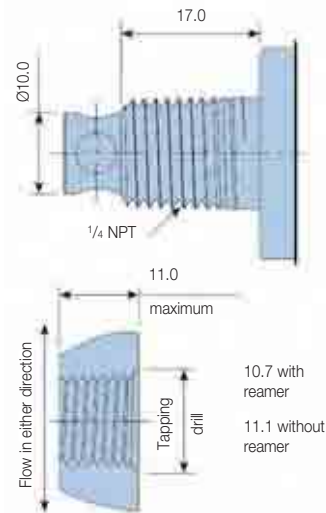 17.0
Ø10.0
1/4 NPT
11.0
maximum
Flow in either direction
Tapping
drill
10.7 with
reamer
11.1 without
reamer